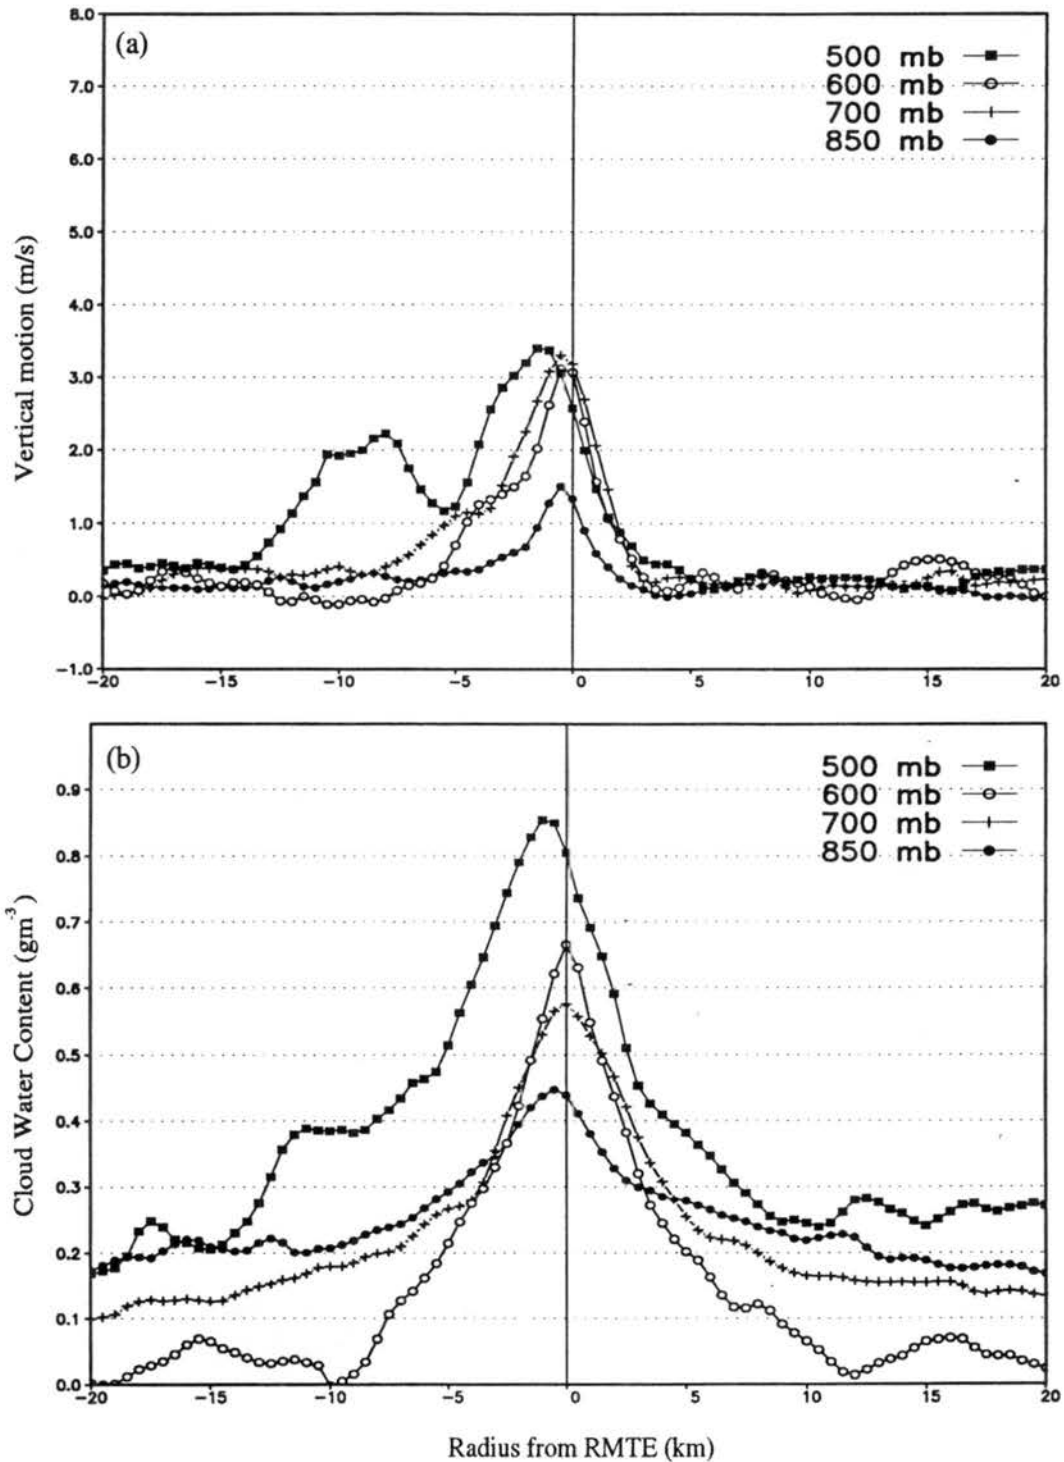 (a)
8.0
7.0
6.0
5.0
4.0
3.0
2.0
1.0
0.0
-1.0
-20
-15
-10
-5
0
5
10
15
20
500 mb
600 mb
700 mb
850 mb
Vertical motion (m/s)
(b)
0.9
0.8
0.7
0.6
0.5
0.4
0.3
0.2
0.1
0.0
-20
-15
-10
-5
0
5
10
15
20
500 mb
600 mb
700 mb
850 mb
Cloud Water Content (gm⁻³)
Radius from RMTE (km)